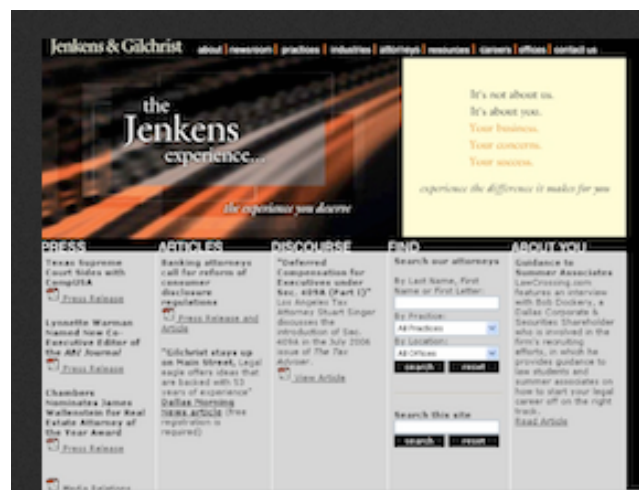 Jenkens & Gilchrist
about | newsroom | practices | industries | attorneys | resources | careers | offices | contact us
the
Jenkens
experience...
the experience you deserve
It's not about us.
It's about you.
Your business.
Your concerns.
Your success.
experience the difference it makes for you
PRESS
Texas Supreme
Court Sides with
CompUSA
Press Release
Lynnette Warman
Named New Co-
Executive Editor of
the ABI Journal
Press Release
Chambers
Nominates James
Wallenstein for Real
Estate Attorney of
the Year Award
Press Release
Media Relations
ARTICLES
Banking attorneys
call for reform of
consumer
disclosure
regulations
Press Release and
Article
"Gilchrist stays up
on Main Street, Legal
eagle offers ideas that
are backed with 53
years of experience"
Dallas Morning
News article (free
registration is
required)
DISCOURSE
"Deferred
Compensation for
Executives under
Sec. 409A (Part I)"
Los Angeles Tax
Attorney Stuart Singer
discusses the
introduction of Sec.
409A in the July 2006
issue of The Tax
Adviser.
View Article
FIND
Search our attorneys
By Last Name, First
Name or First Letter:
By Practice:
All Practices
By Location:
All Offices
search
reset
Search this site
search
reset
ABOUT YOU
Guidance to
Summer Associates
LawCrossing.com
features an interview
with Bob Dockery, a
Dallas Corporate &
Securities Shareholder
who is involved in the
firm's recruiting
efforts, in which he
provides guidance to
law students and
summer associates on
how to start your legal
career off on the right
track.
Read Article